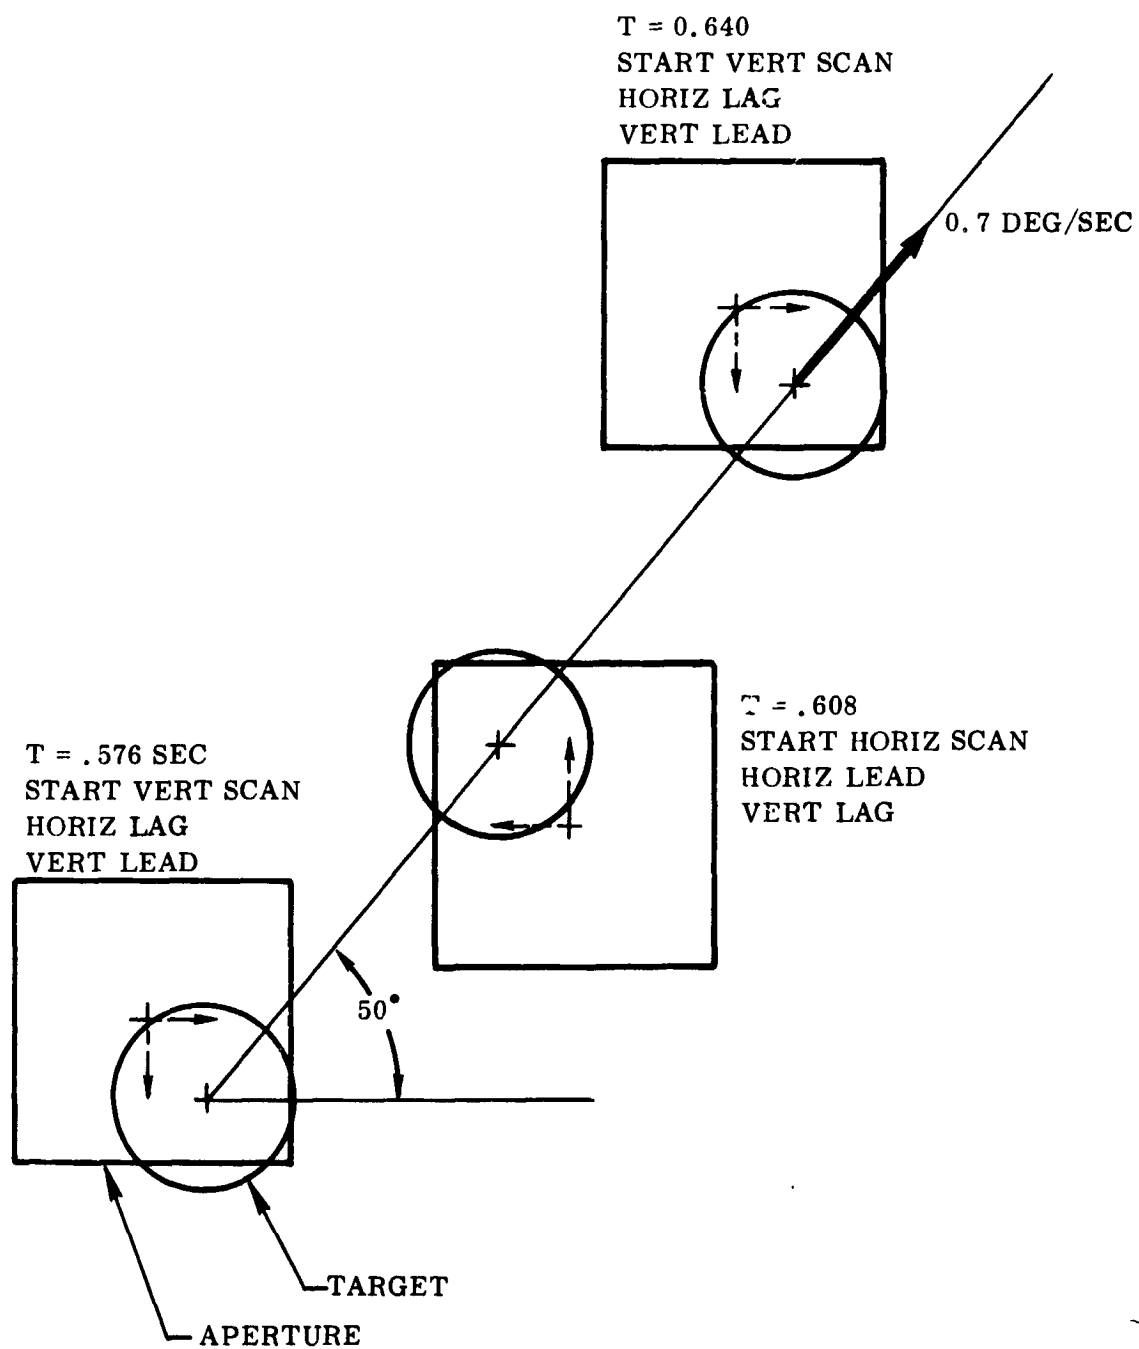 T = 0.640
START VERT SCAN
HORIZ LAG
VERT LEAD
0.7 DEG/SEC
T = .608
START HORIZ SCAN
HORIZ LEAD
VERT LAG
T = .576 SEC
START VERT SCAN
HORIZ LAG
VERT LEAD
50°
TARGET
APERTURE